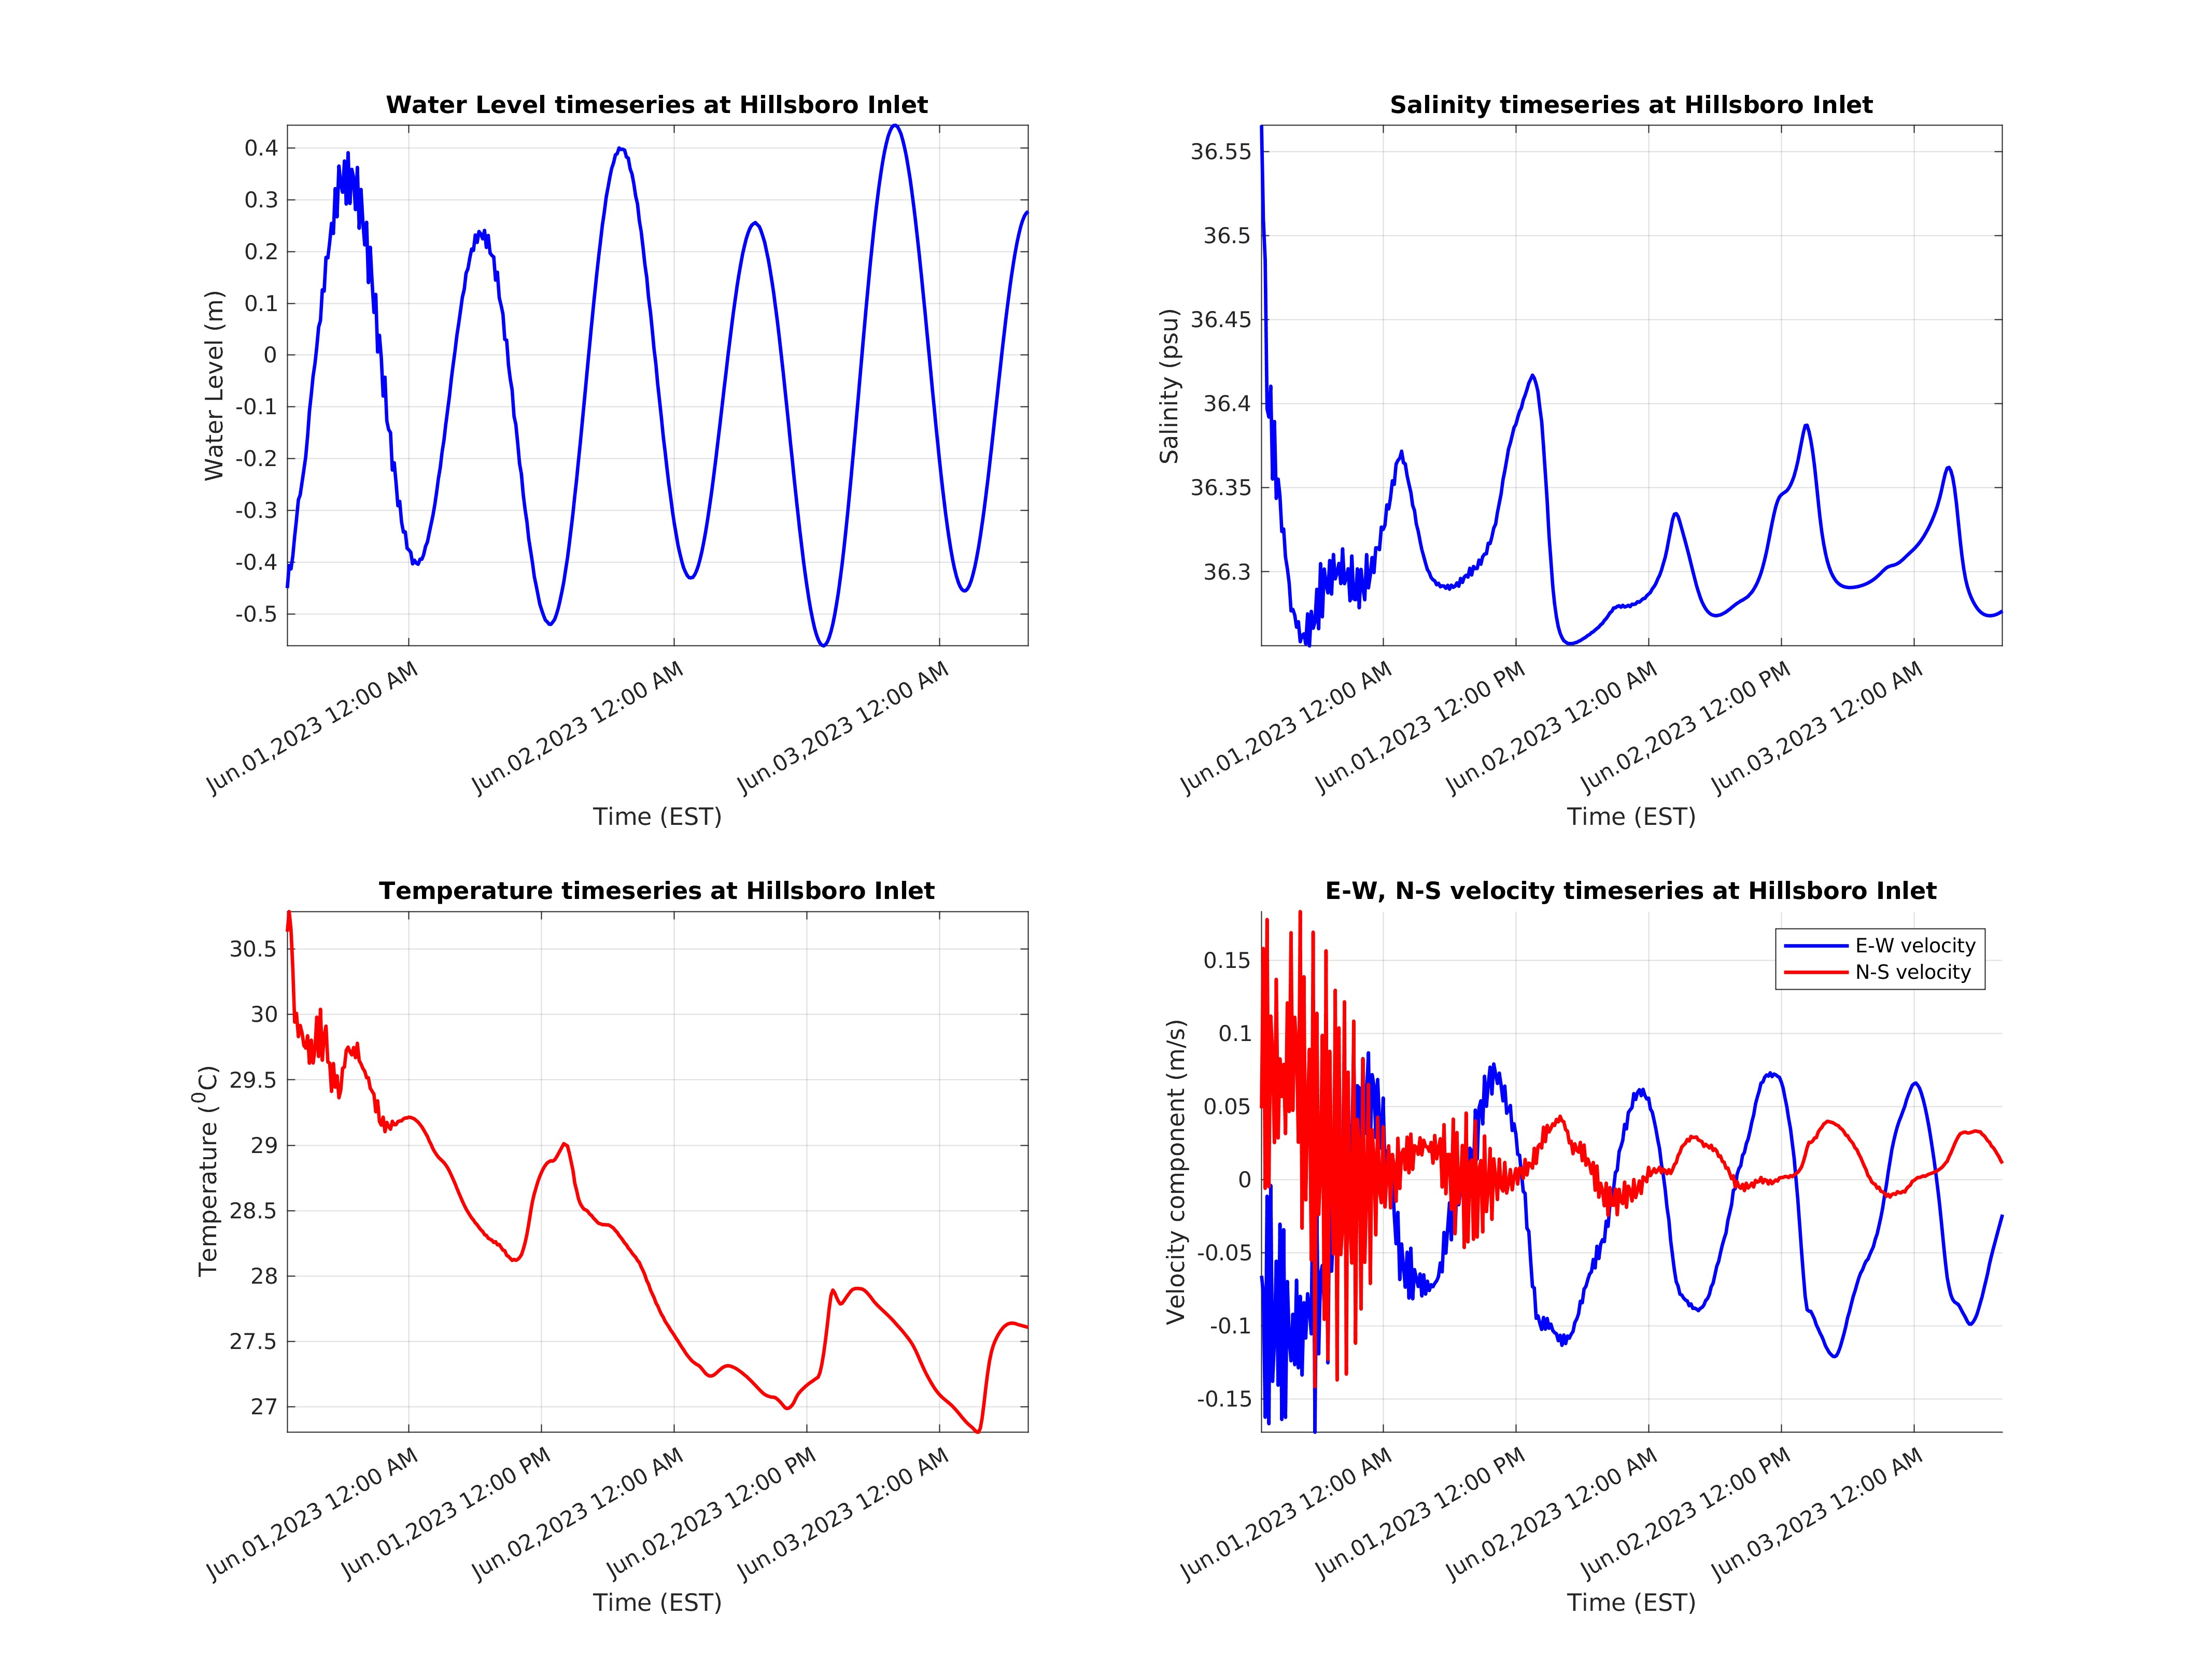 Water Level timeseries at Hillsboro Inlet
Water Level (m)
0.4
0.3
0.2
0.1
0
-0.1
-0.2
-0.3
-0.4
-0.5
Jun.01,2023 12:00 AM
Jun.02,2023 12:00 AM
Jun.03,2023 12:00 AM
Time (EST)
Salinity timeseries at Hillsboro Inlet
Salinity (psu)
36.55
36.5
36.45
36.4
36.35
36.3
Jun.01,2023 12:00 AM
Jun.01,2023 12:00 PM
Jun.02,2023 12:00 AM
Jun.02,2023 12:00 PM
Jun.03,2023 12:00 AM
Time (EST)
Temperature timeseries at Hillsboro Inlet
Temperature (⁰C)
30.5
30
29.5
29
28.5
28
27.5
27
Jun.01,2023 12:00 AM
Jun.01,2023 12:00 PM
Jun.02,2023 12:00 AM
Jun.02,2023 12:00 PM
Jun.03,2023 12:00 AM
Time (EST)
E-W, N-S velocity timeseries at Hillsboro Inlet
E-W velocity
N-S velocity
Velocity component (m/s)
0.15
0.1
0.05
0
-0.05
-0.1
-0.15
Jun.01,2023 12:00 AM
Jun.01,2023 12:00 PM
Jun.02,2023 12:00 AM
Jun.02,2023 12:00 PM
Jun.03,2023 12:00 AM
Time (EST)